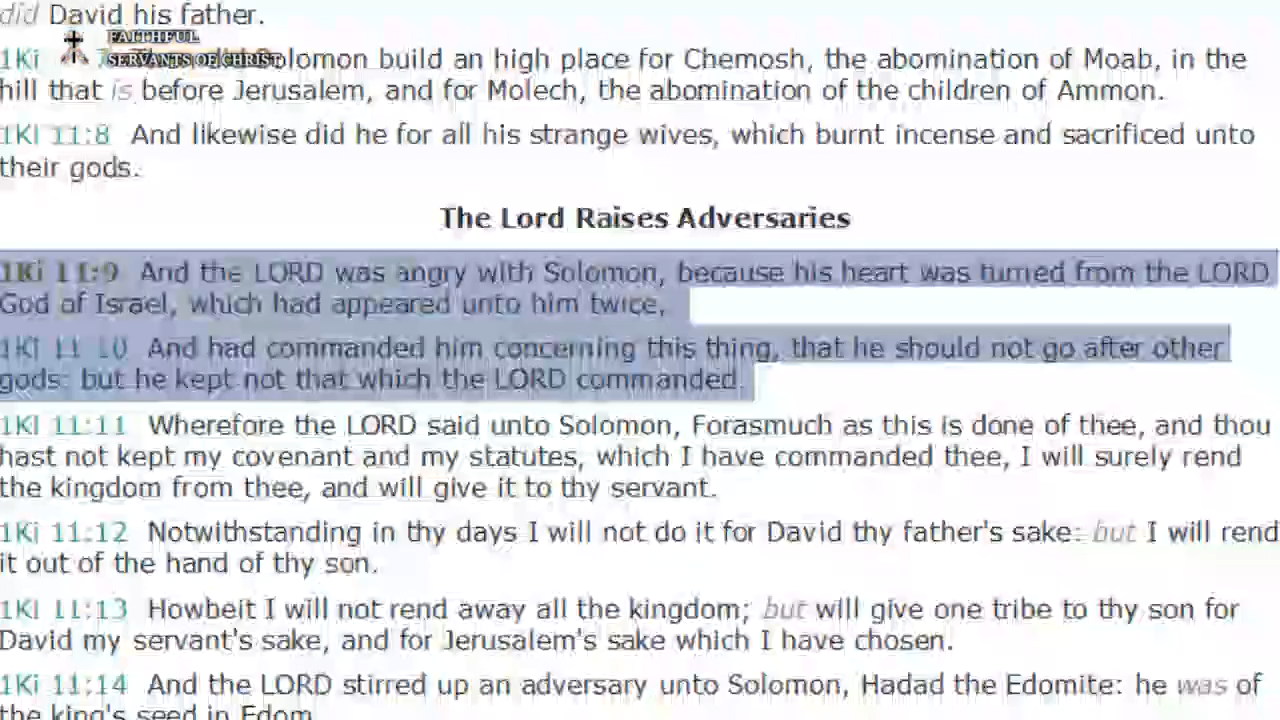 did David his father.
FAITHFUL
SERVANTS OF CHRIST
1Ki 7 Solomon build an high place for Chemosh, the abomination of Moab, in the
hill that is before Jerusalem, and for Molech, the abomination of the children of Ammon.
1Ki 11:8 And likewise did he for all his strange wives, which burnt incense and sacrificed unto
their gods.
The Lord Raises Adversaries
1Ki 11:9 And the LORD was angry with Solomon, because his heart was turned from the LORD
God of Israel, which had appeared unto him twice,
1Ki 11:10 And had commanded him concerning this thing, that he should not go after other
gods: but he kept not that which the LORD commanded.
1Ki 11:11 Wherefore the LORD said unto Solomon, Forasmuch as this is done of thee, and thou
hast not kept my covenant and my statutes, which I have commanded thee, I will surely rend
the kingdom from thee, and will give it to thy servant.
1Ki 11:12 Notwithstanding in thy days I will not do it for David thy father's sake: but I will rend
it out of the hand of thy son.
1Ki 11:13 Howbeit I will not rend away all the kingdom; but will give one tribe to thy son for
David my servant's sake, and for Jerusalem's sake which I have chosen.
1Ki 11:14 And the LORD stirred up an adversary unto Solomon, Hadad the Edomite: he was of
the king's seed in Edom.